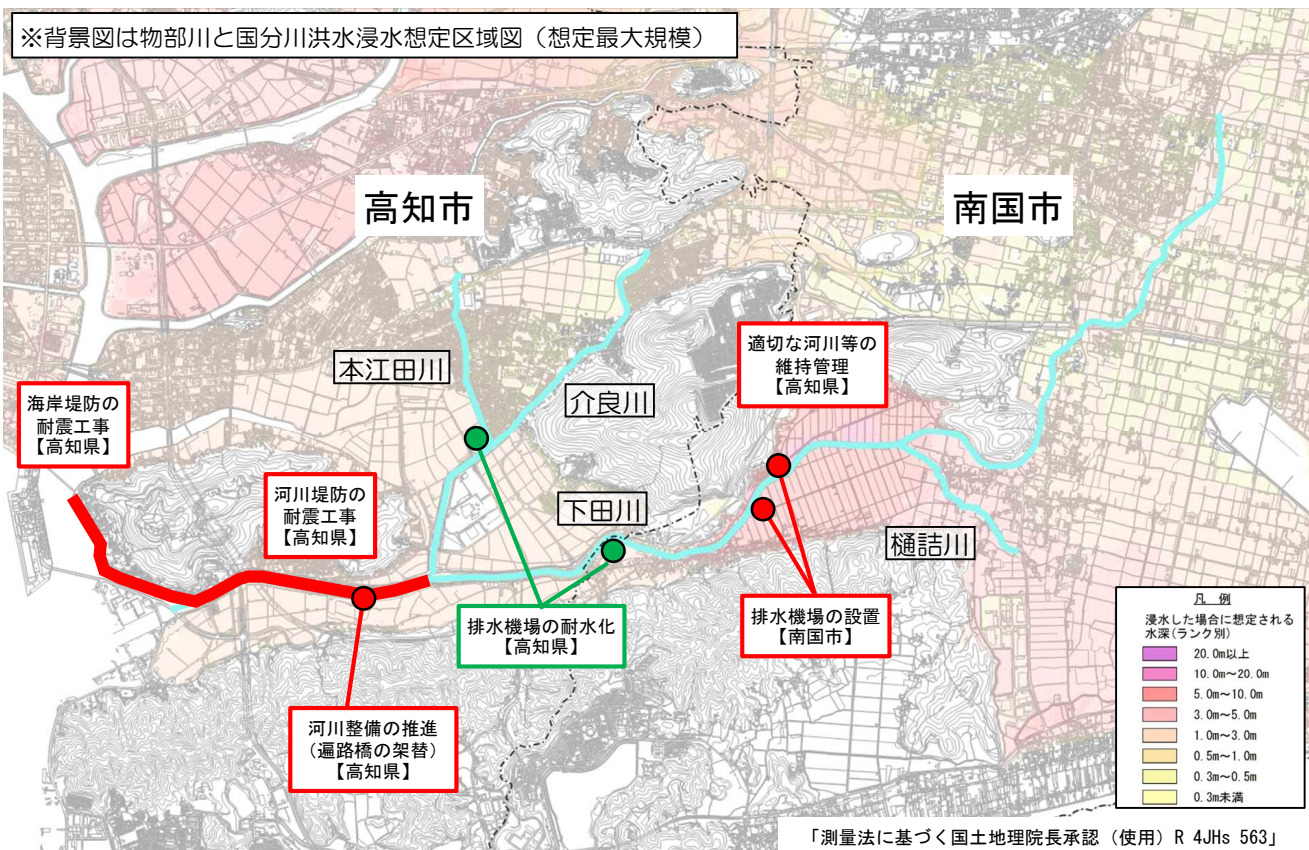 ※背景図は物部川と国分川洪水浸水想定区域図（想定最大規模）
高知市
南国市
本江田川
介良川
適切な河川等の
維持管理
【高知県】
海岸堤防の
耐震工事
【高知県】
河川堤防の
耐震工事
【高知県】
下田川
樋詰川
排水機場の耐水化
【高知県】
排水機場の設置
【南国市】
河川整備の推進
（遍路橋の架替）
【高知県】
凡 例
浸水した場合に想定される
水深(ランク別)
20.0m以上
10.0m～20.0m
5.0m～10.0m
3.0m～5.0m
1.0m～3.0m
0.5m～1.0m
0.3m～0.5m
0.3m未満
「測量法に基づく国土地理院長承認（使用）R 4JHs 563」